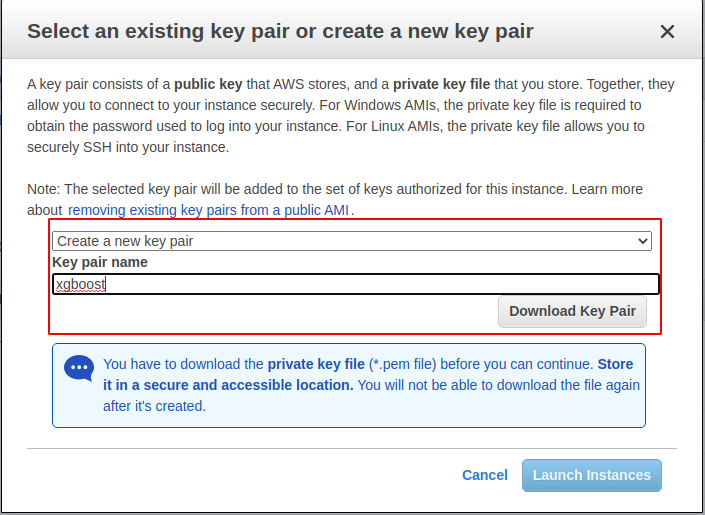 Select an existing key pair or create a new key pair
A key pair consists of a public key that AWS stores, and a private key file that you store. Together, they
allow you to connect to your instance securely. For Windows AMIs, the private key file is required to
obtain the password used to log into your instance. For Linux AMIs, the private key file allows you to
securely SSH into your instance.
Note: The selected key pair will be added to the set of keys authorized for this instance. Learn more
about removing existing key pairs from a public AMI .
Create a new key pair
Key pair name
xgboost
Download Key Pair
You have to download the private key file (*.pem file) before you can continue. Store
it in a secure and accessible location. You will not be able to download the file again
after it's created.
Cancel Launch Instances